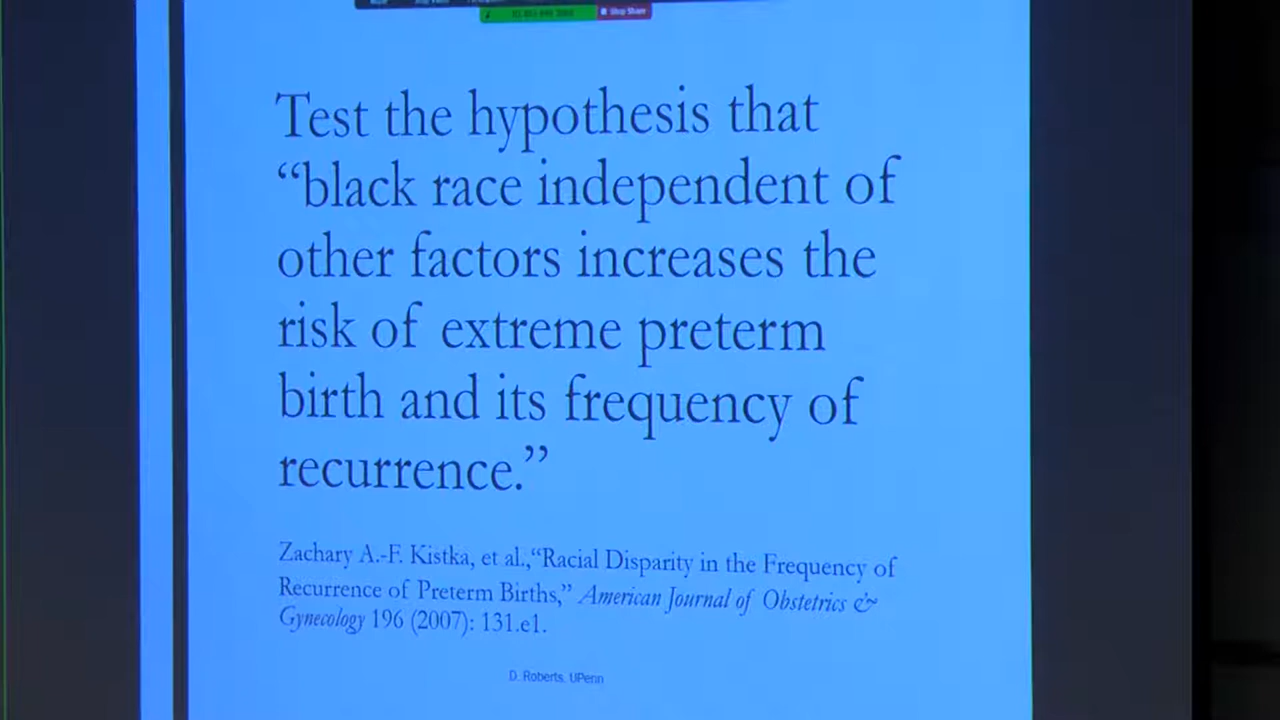 Stop Share
Test the hypothesis that
“black race independent of
other factors increases the
risk of extreme preterm
birth and its frequency of
recurrence.”
Zachary A.-F. Kistka, et al.,“Racial Disparity in the Frequency of
Recurrence of Preterm Births,” American Journal of Obstetrics &
Gynecology 196 (2007): 131.e1.
D. Roberts, UPenn